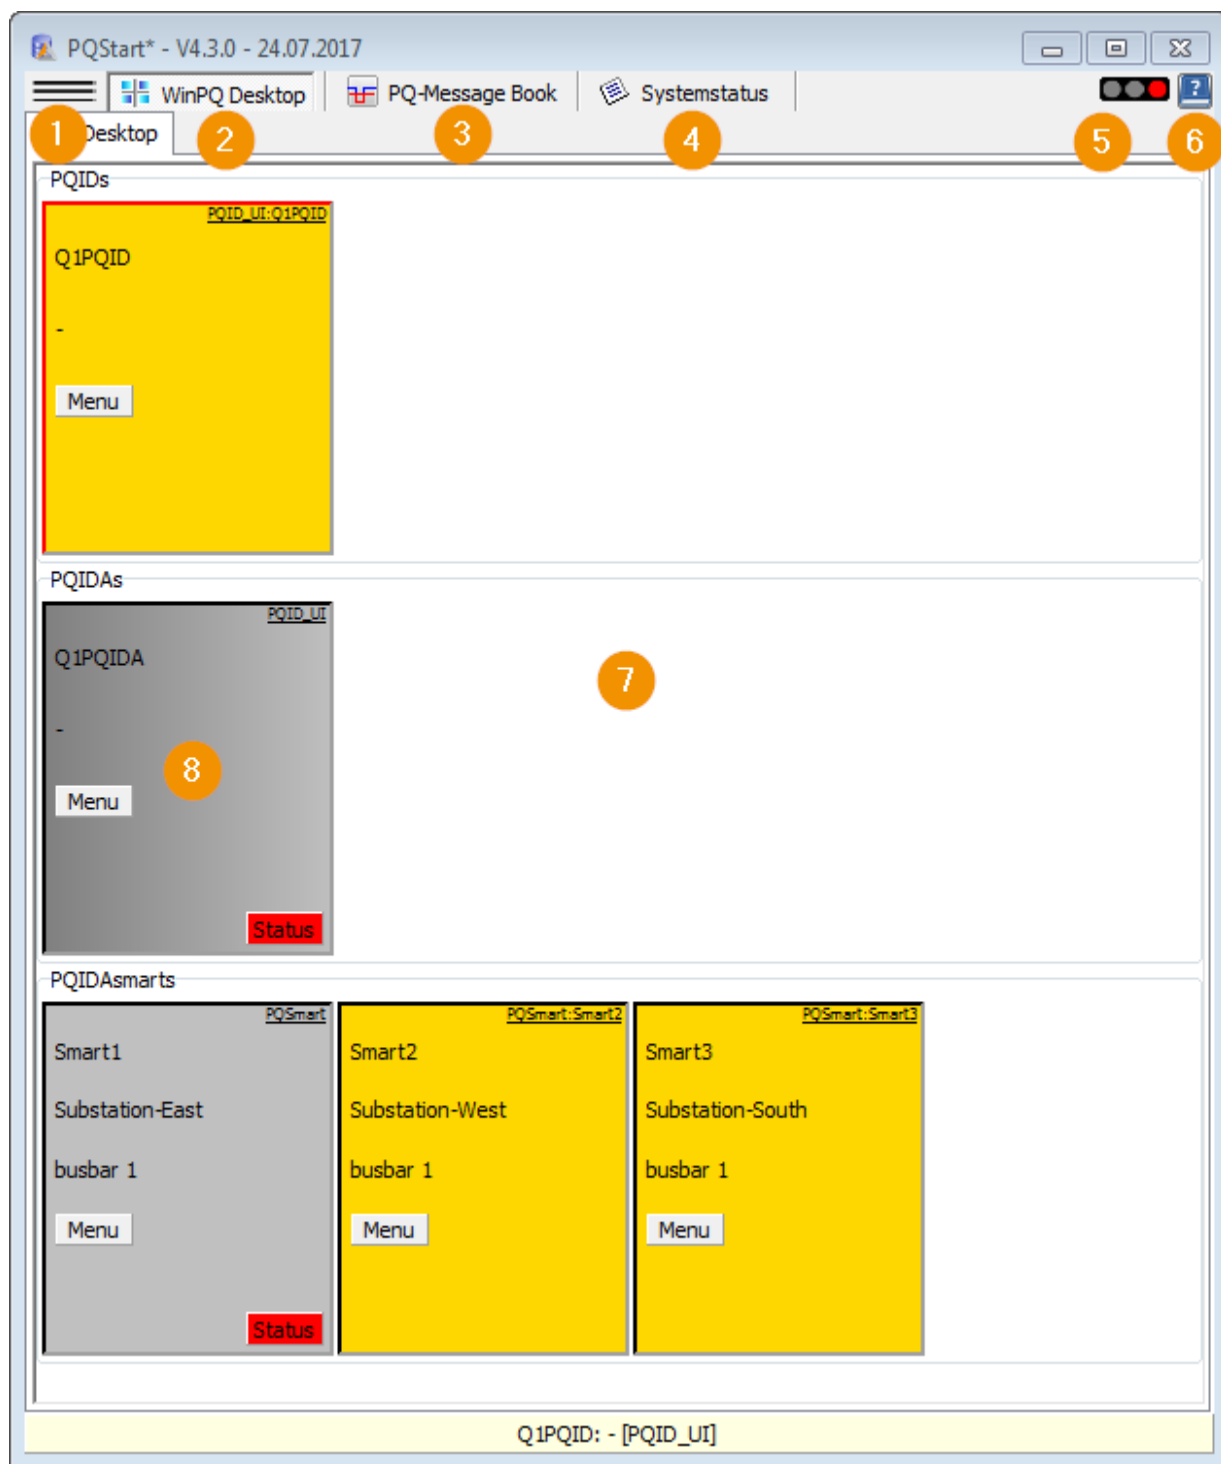 PQStart* - V4.3.0 - 24.07.2017
WinPQ Desktop PQ-Message Book Systemstatus ?
1 Desktop 2 3 4 5 6
PQIDs
PQID_UI:Q1PQID
Q1PQID
-
Menu
PQIDAs
PQID_UI
Q1PQIDA
7
-
8
Menu
Status
PQIDAsmarts
PQSmart PQSmart:Smart2 PQSmart:Smart3
Smart1 Smart2 Smart3
Substation-East Substation-West Substation-South
busbar 1 busbar 1 busbar 1
Menu Menu Menu
Status
Q1PQID: - [PQID_UI]